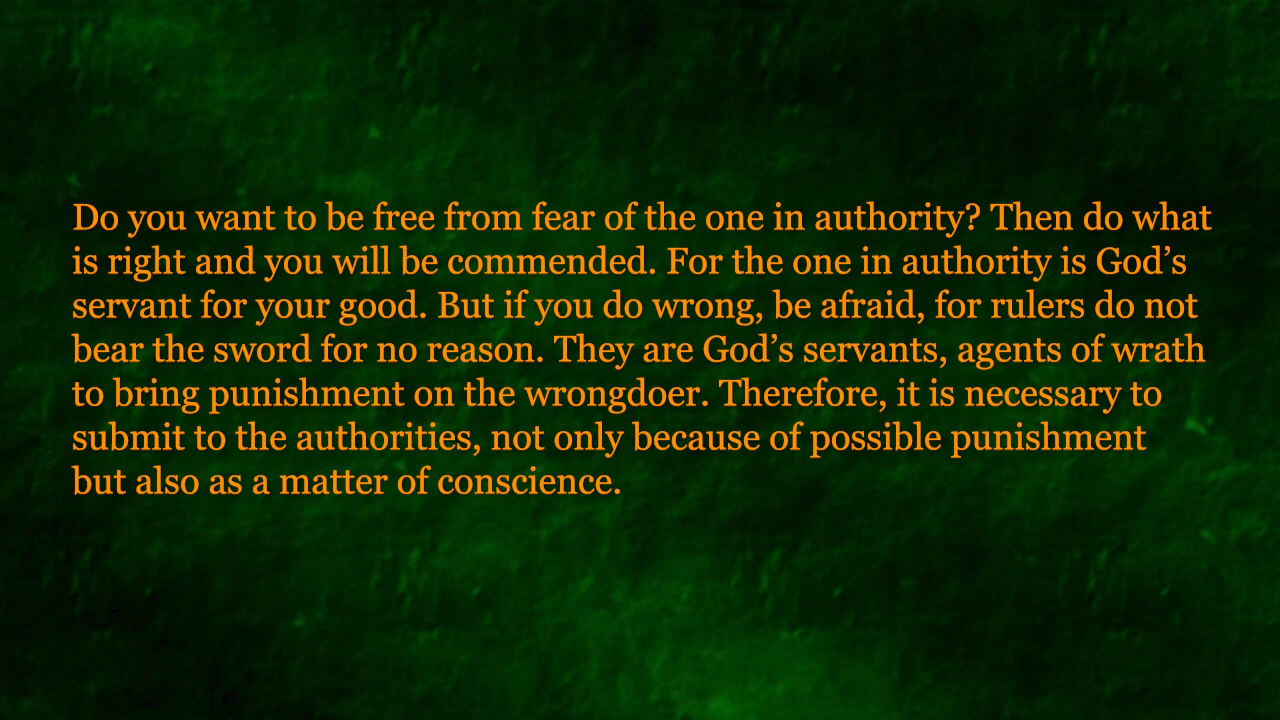 Do you want to be free from fear of the one in authority? Then do what
is right and you will be commended. For the one in authority is God’s
servant for your good. But if you do wrong, be afraid, for rulers do not
bear the sword for no reason. They are God’s servants, agents of wrath
to bring punishment on the wrongdoer. Therefore, it is necessary to
submit to the authorities, not only because of possible punishment
but also as a matter of conscience.